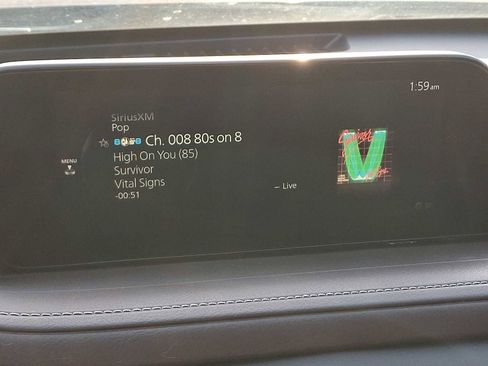 1:59am
SiriusXM
Pop
Ch. 008 80s on 8
High On You (85)
MENU
Survivor
Vital Signs
– Live
-00:51
Survivor
V